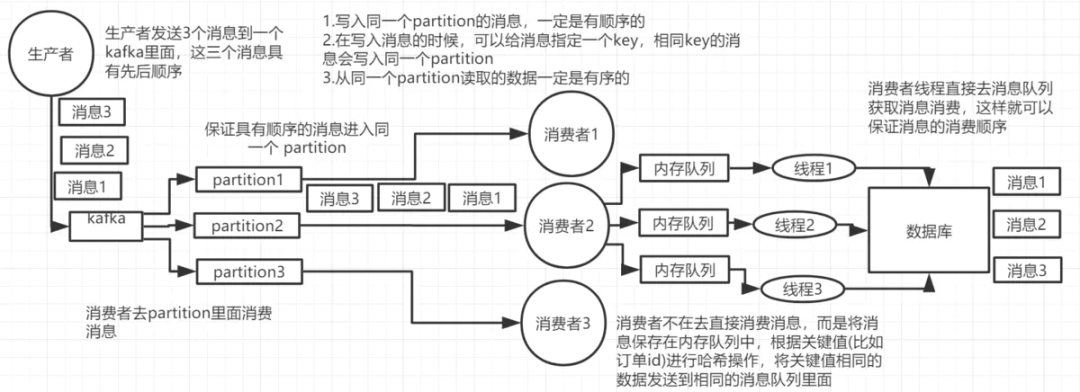 生产者
生产者发送3个消息到一个
kafka里面，这三个消息具
有先后顺序
1.写入同一个partition的消息，一定是有顺序的
2.在写入消息的时候，可以给消息指定一个key，相同key的消
息会写入同一个partition
3.从同一个partition读取的数据一定是有序的
消息3
消息2
消息1
kafka
保证具有顺序的消息进入同
一个 partition
partition1
partition2
partition3
消息3
消息2
消息1
消费者1
消费者2
消费者3
内存队列
内存队列
内存队列
线程1
线程2
线程3
消费者线程直接去消息队列
获取消息消费，这样就可以
保证消息的消费顺序
数据库
消息1
消息2
消息3
消费者去partition里面消费
消息
消费者不在去直接消费消息，而是将消
息保存在内存队列中，根据关键值(比如
订单id)进行哈希操作，将关键值相同的
数据发送到相同的消息队列里面